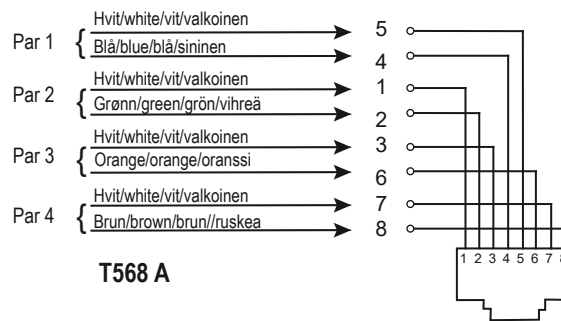 Hvit/white/vit/valkoinen 5
Par 1 {
Blå/blue/blå/sininen 4
Hvit/white/vit/valkoinen 1
Par 2 {
Grønn/green/grön/vihreä 2
Hvit/white/vit/valkoinen 3
Par 3 {
Orange/orange/oranssi 6
Hvit/white/vit/valkoinen 7
Par 4 {
Brun/brown/brun//ruskea 8
1 2 3 4 5 6 7 8
T568 A